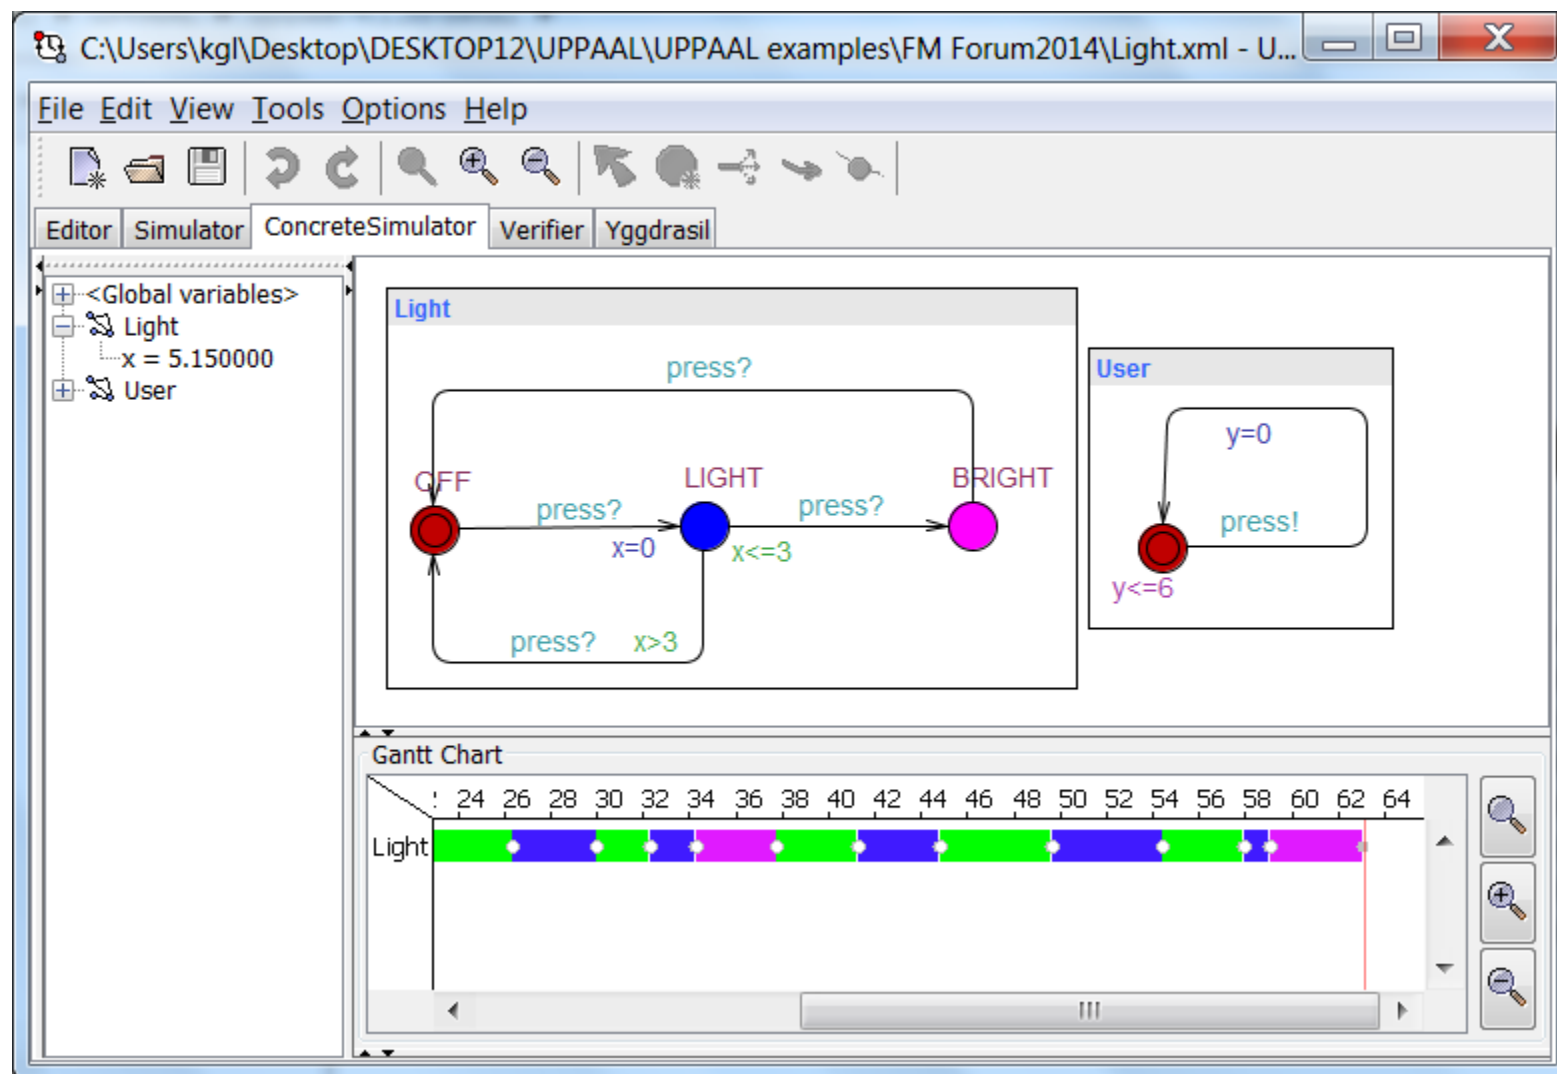 C:\Users\kgl\Desktop\DESKTOP12\UPPAAL\UPPAAL examples\FM Forum2014\Light.xml - U...
File Edit View Tools Options Help
Editor Simulator ConcreteSimulator Verifier Yggdrasil
<Global variables>
Light
x = 5.150000
User
Light
press?
OFF
LIGHT
BRIGHT
press?
press?
x=0
x<=3
press?
x>3
User
y=0
press!
y<=6
Gantt Chart
24 26 28 30 32 34 36 38 40 42 44 46 48 50 52 54 56 58 60 62 64
Light